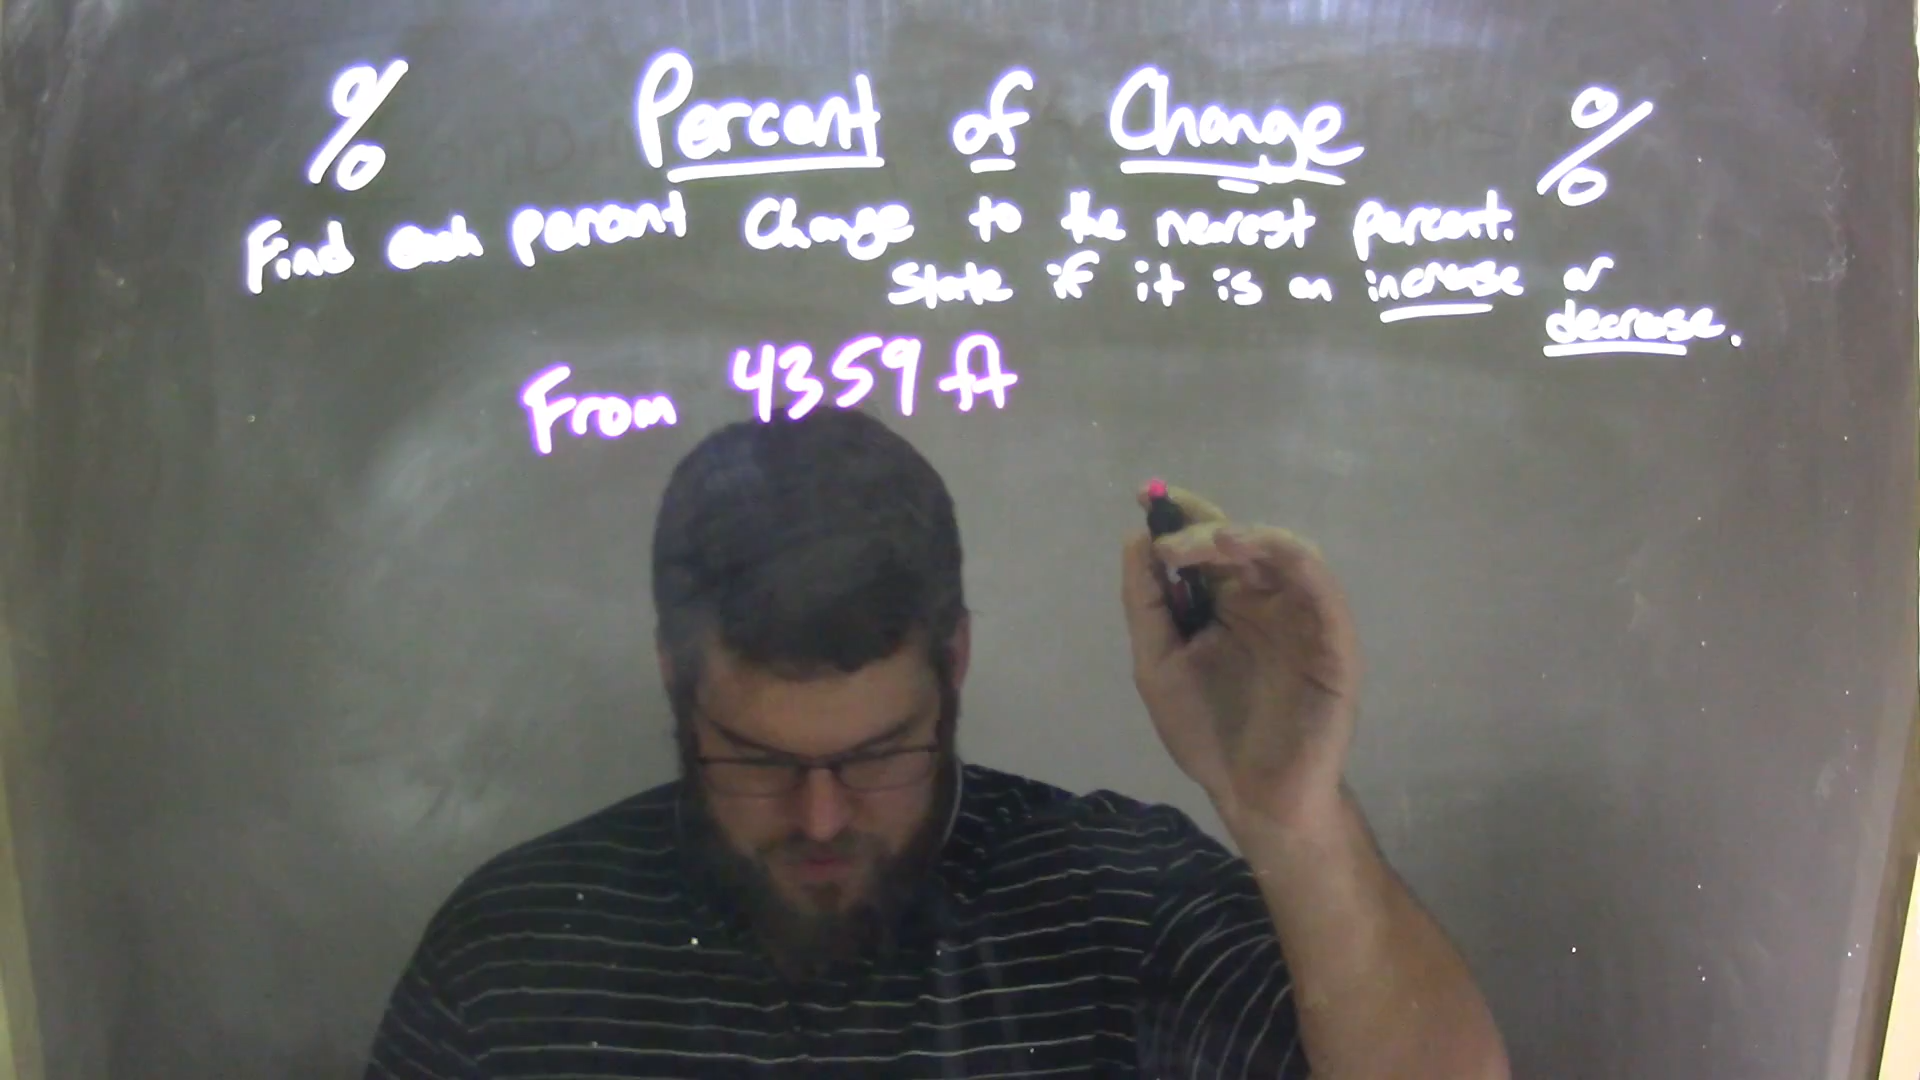 % Percent of Change %
Find each percent change to the nearest percent.
State if it is an increase or
decrease.
From 4359 ft